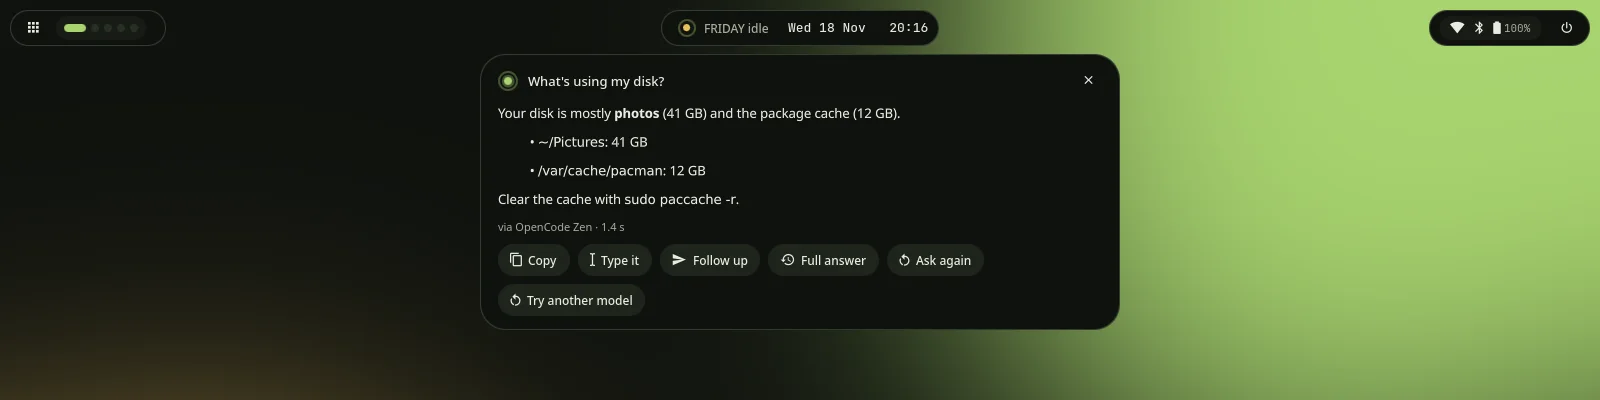 FRIDAY idle Wed 18 Nov 20:16
100%
What's using my disk?
Your disk is mostly photos (41 GB) and the package cache (12 GB).
• ~/Pictures: 41 GB
• /var/cache/pacman: 12 GB
Clear the cache with sudo paccache -r.
via OpenCode Zen · 1.4 s
Copy Type it Follow up Full answer Ask again
Try another model